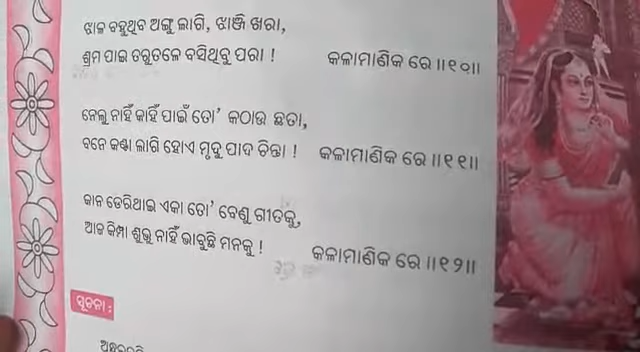 ଝାଳ ବହୁଥିବ ଅଙ୍ଗୁ ଲାଗି, ଝାଞ୍ଜି ଖରା,
ଶ୍ରମ ପାଇ ତରୁତଳେ ବସିଥିବୁ ପରା ! କଳାମାଣିକ ରେ ॥୧୦॥
ନେଲୁ ନାହିଁ କାହିଁ ପାଇଁ ତୋ’ କଠାଉ ଛତା,
ବନେ କଣ୍ଟା ଲାଗି ହୋଏ ମୃଦୁ ପାଦ ଚିନ୍ତା ! କଳାମାଣିକ ରେ ॥୧୧॥
କାନ ଡେରିଥାଇ ଏକା ତୋ’ ବେଣୁ ଗୀତକୁ,
ଆଜ କିମ୍ପା ଶୁଭୁ ନାହିଁ ଭାବୁଛି ମନକୁ ! କଳାମାଣିକ ରେ ॥୧୨॥
ସୂଚନା :